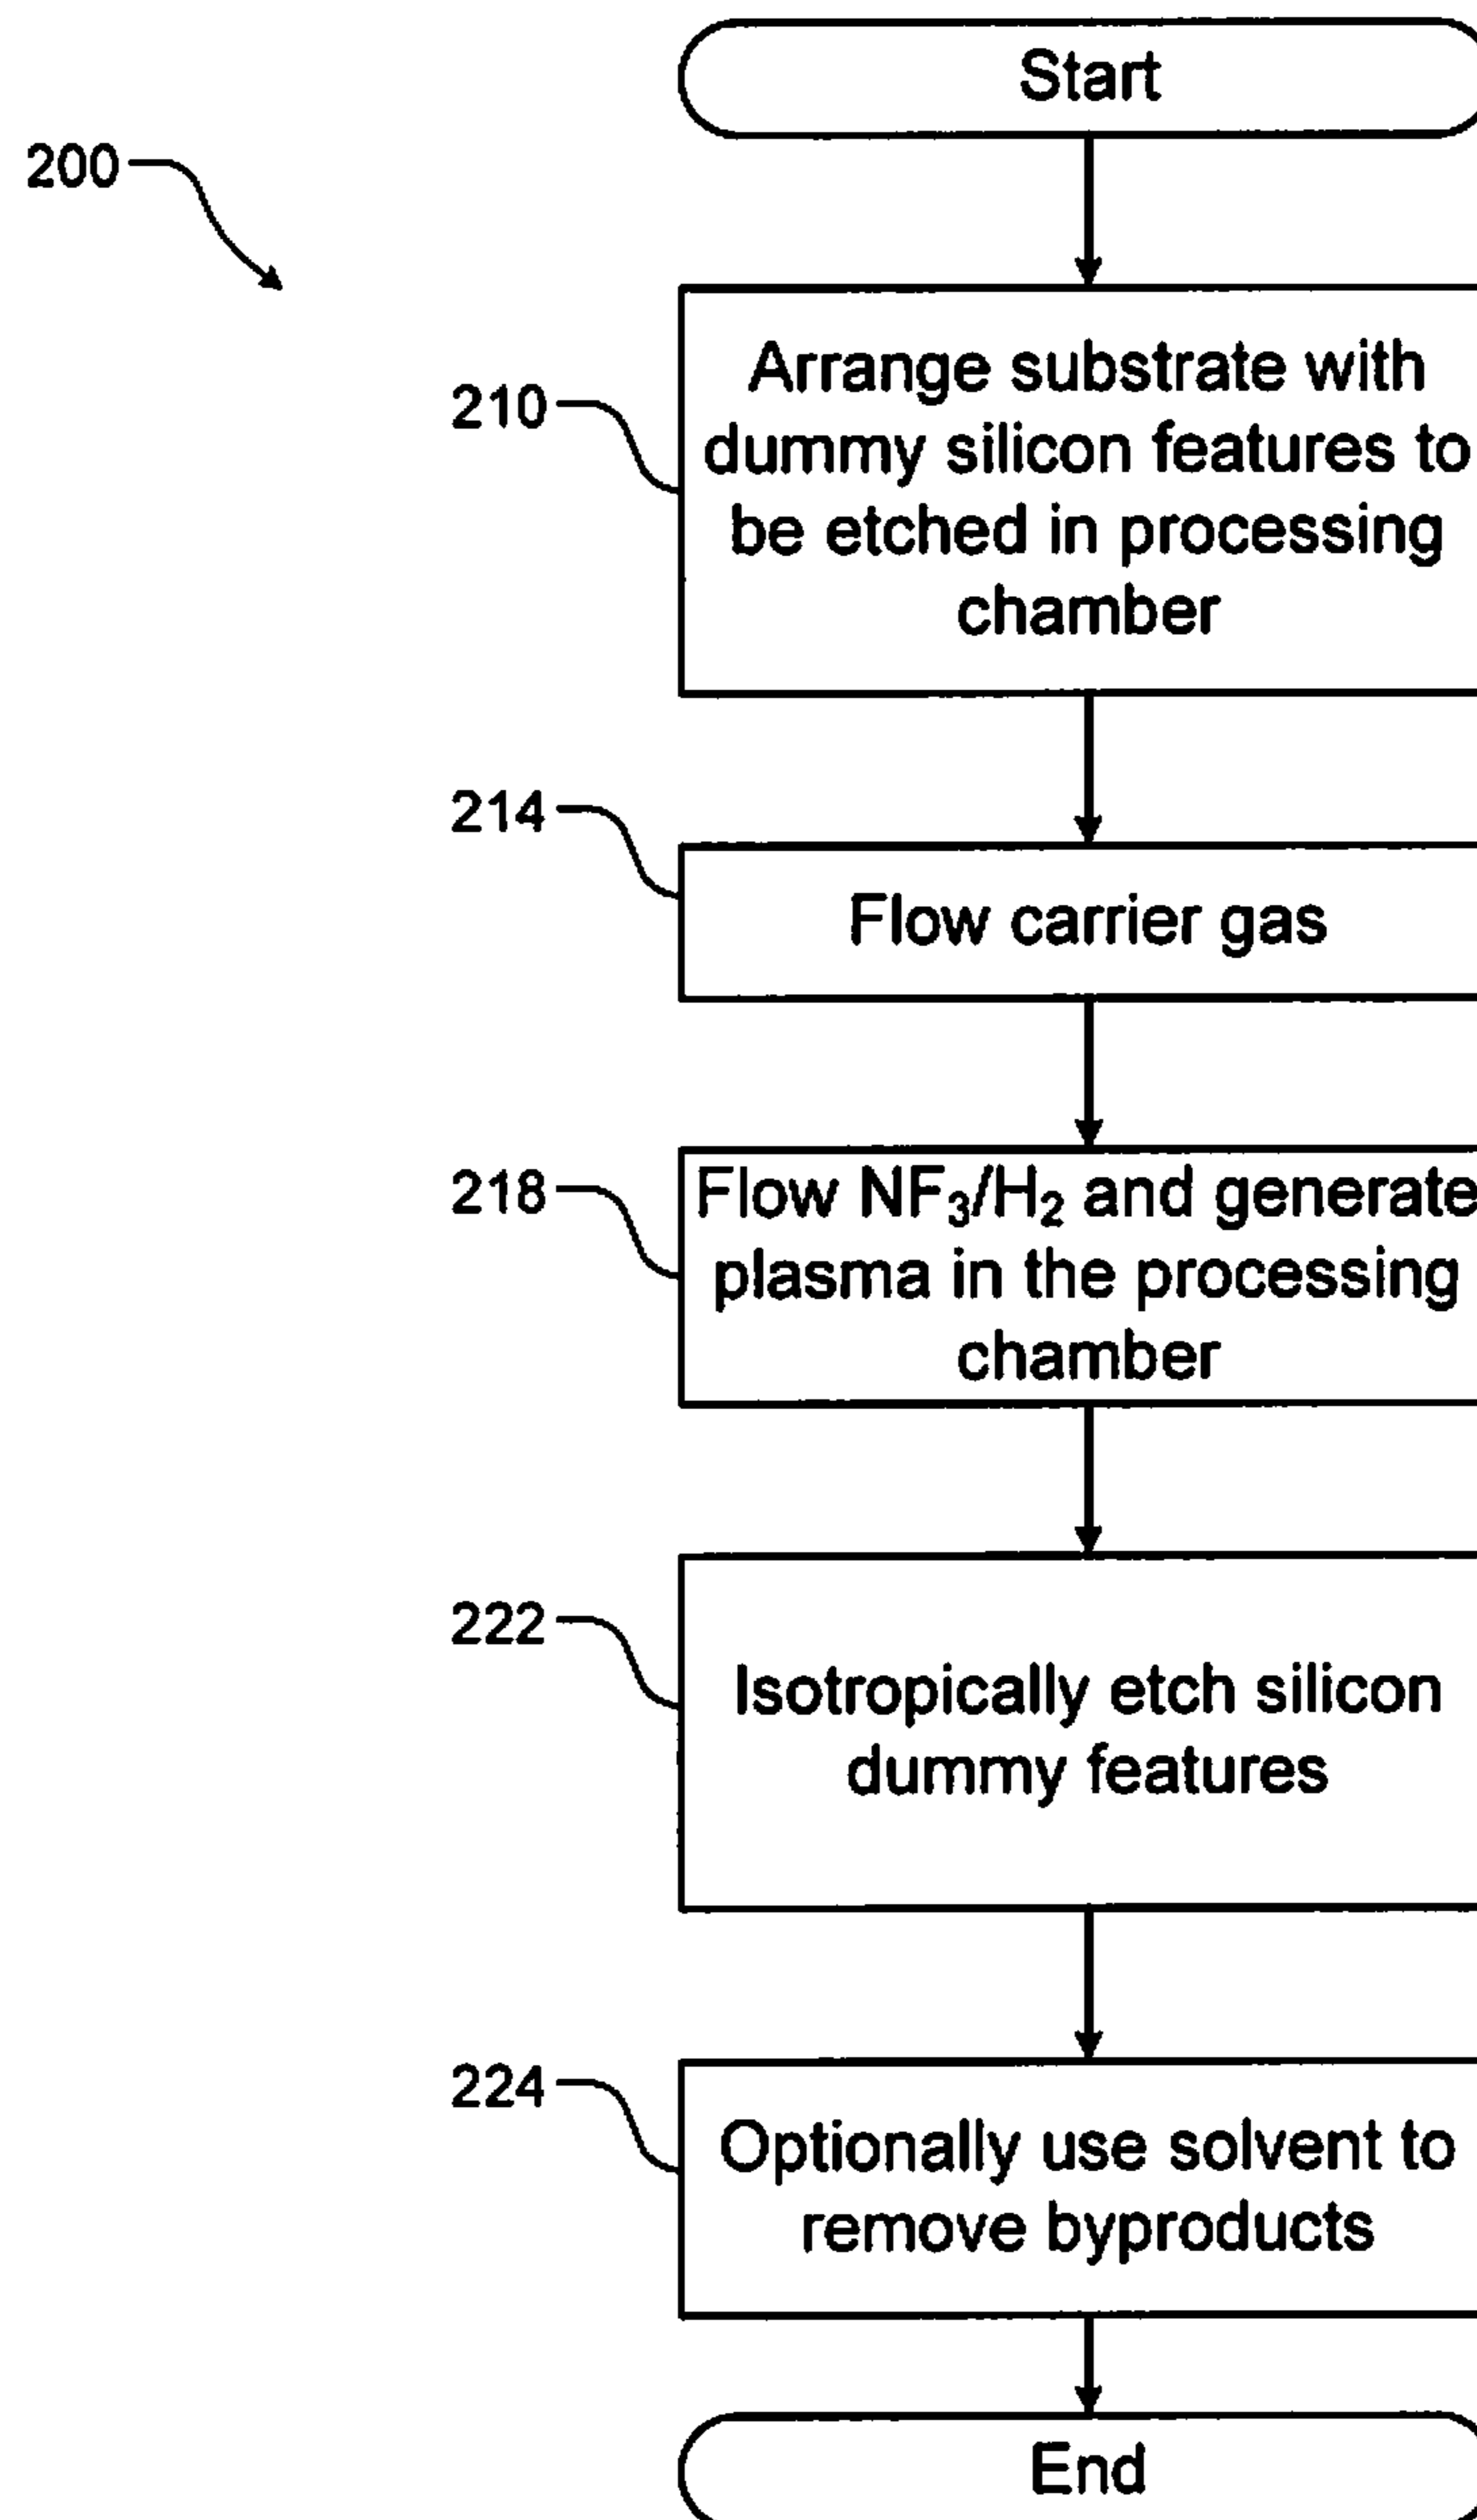 Start
200
Arrange substrate with
210
dummy silicon features to
be etched in processing
chamber
214
Flow carrier gas
218
Flow NF₃/H₂ and generate
plasma in the processing
chamber
222
Isotropically etch silicon
dummy features
224
Optionally use solvent to
remove byproducts
End